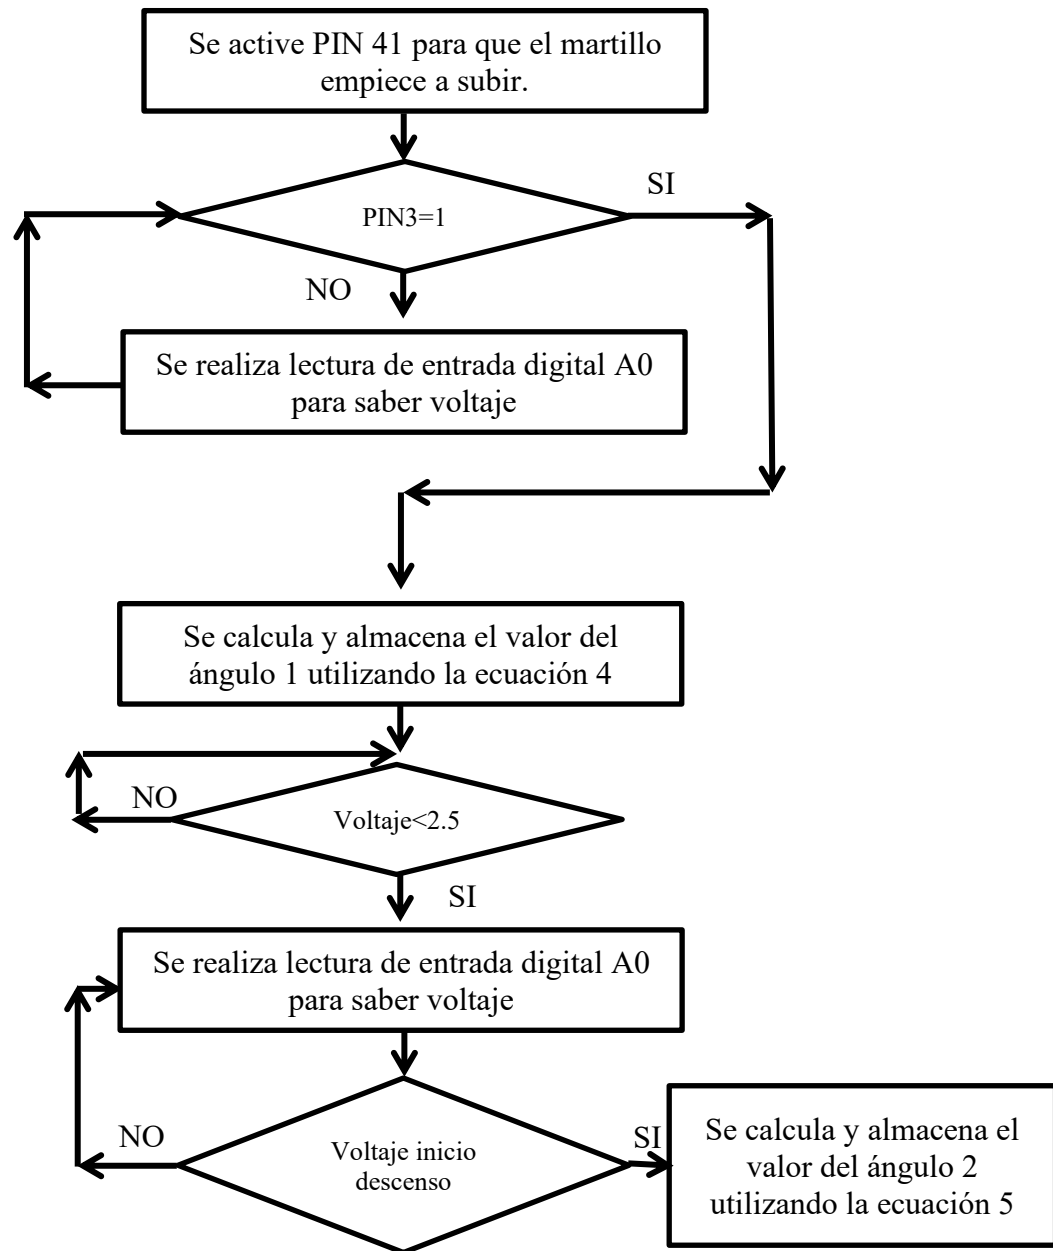 Se active PIN 41 para que el martillo
empiece a subir.
SI
PIN3=1
NO
Se realiza lectura de entrada digital A0
para saber voltaje
Se calcula y almacena el valor del
ángulo 1 utilizando la ecuación 4
NO
Voltaje<2.5
SI
Se realiza lectura de entrada digital A0
para saber voltaje
NO
Voltaje inicio
descenso
SI
Se calcula y almacena el
valor del ángulo 2
utilizando la ecuación 5